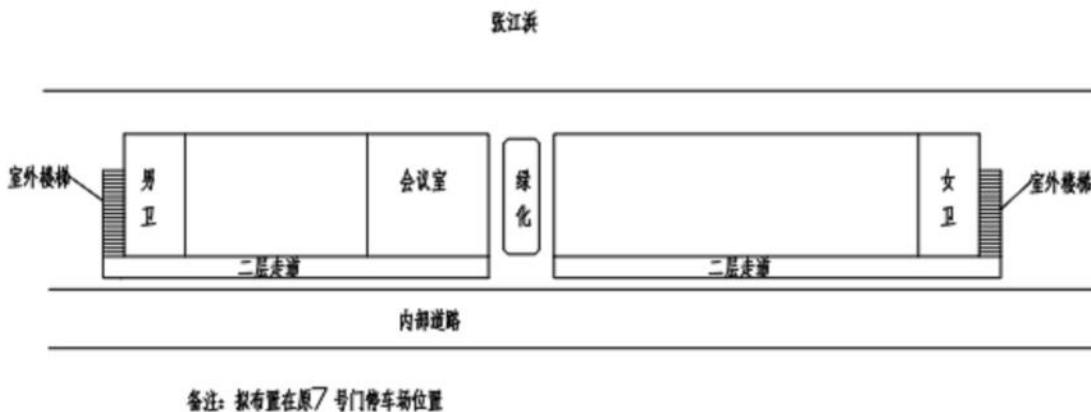 张江浜
室外楼梯
男卫
会议室
绿化
女卫
室外楼梯
二层走道
二层走道
内部道路
备注：拟布置在原7号门停车场位置